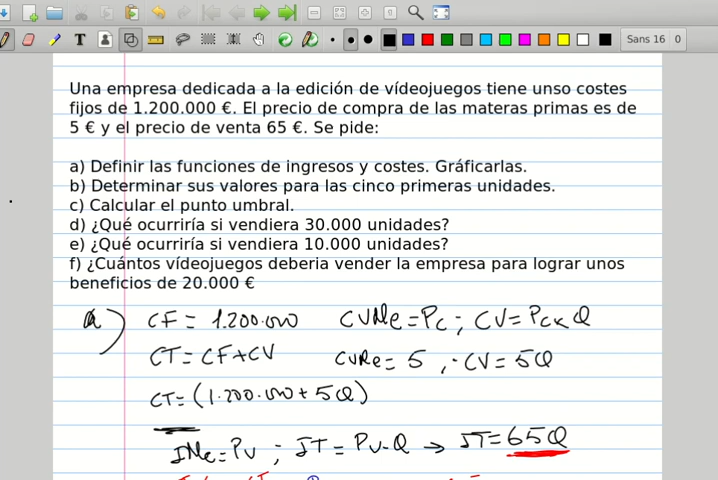 T
Sans 16 0
Una empresa dedicada a la edición de vídeojuegos tiene unso costes
fijos de 1.200.000 €. El precio de compra de las materas primas es de
5 € y el precio de venta 65 €. Se pide:
a) Definir las funciones de ingresos y costes. Gráficarlas.
b) Determinar sus valores para las cinco primeras unidades.
c) Calcular el punto umbral.
d) ¿Qué ocurriría si vendiera 30.000 unidades?
e) ¿Qué ocurriría si vendiera 10.000 unidades?
f) ¿Cuántos vídeojuegos deberia vender la empresa para lograr unos
beneficios de 20.000 €
a) CF = 1.200.000 CVMe = Pc ; CV = Pc x Q
CT = CF + CV CVMe = 5 ; CV = 5Q
CT = (1.200.000 + 5Q)
IMe = Pv ; IT = Pv · Q → IT = 65Q